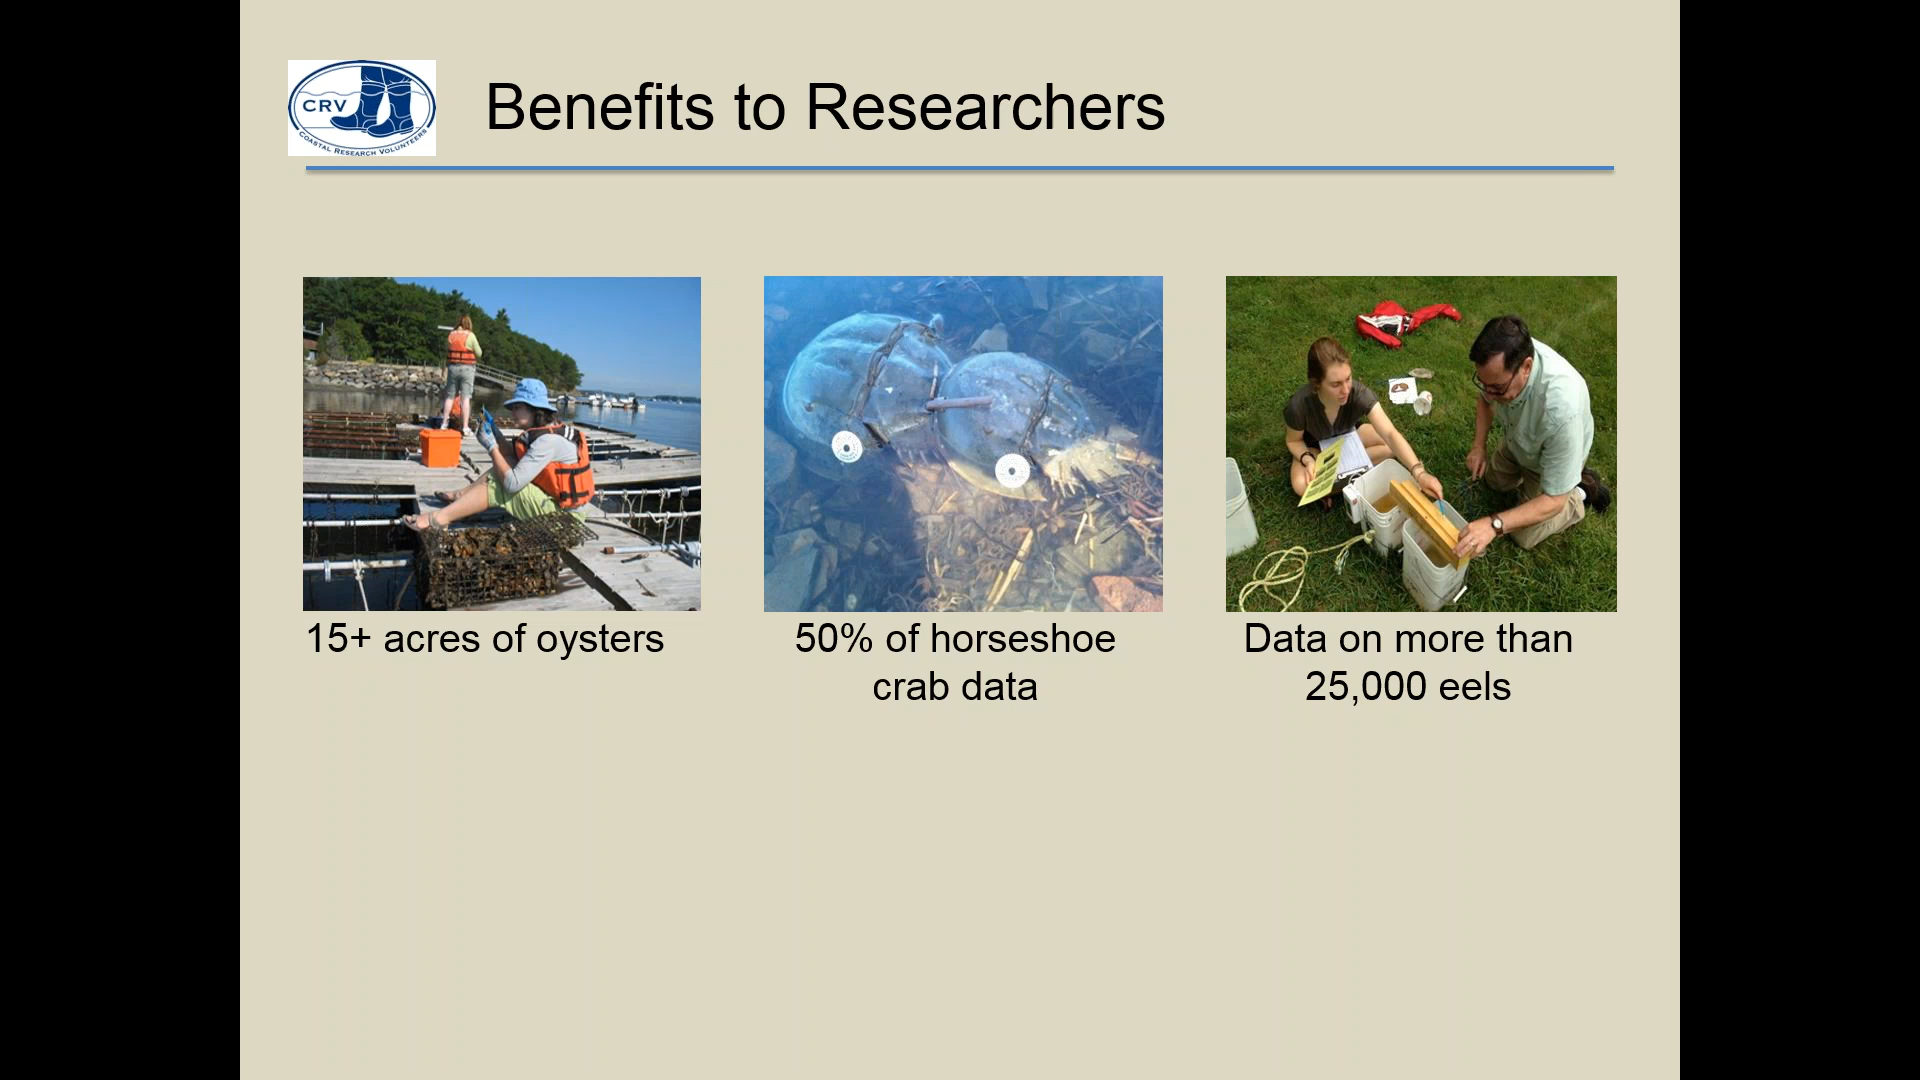 CRV
COASTAL RESEARCH VOLUNTEERS
Benefits to Researchers
15+ acres of oysters
50% of horseshoe
crab data
Data on more than
25,000 eels